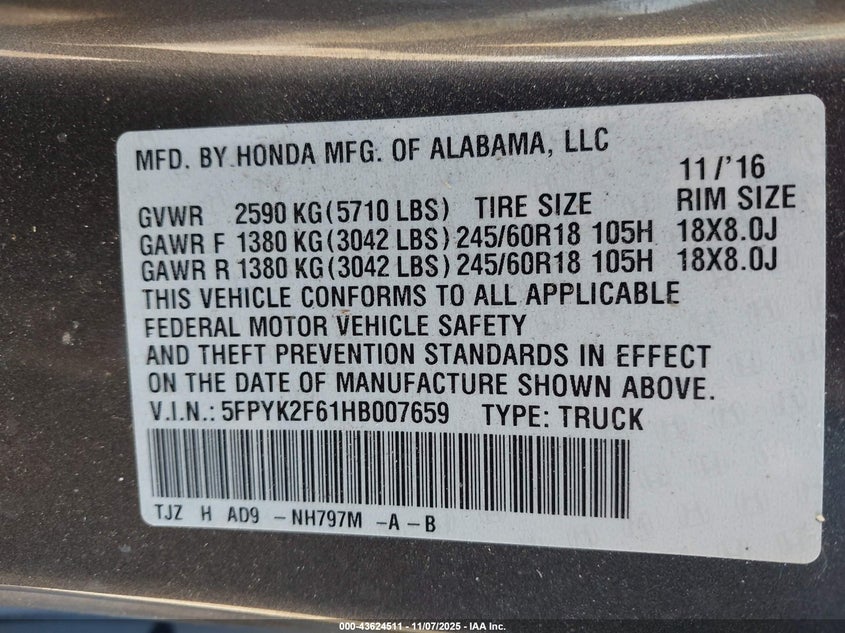 MFD. BY HONDA MFG. OF ALABAMA, LLC
11/'16
GVWR 2590 KG(5710 LBS) TIRE SIZE RIM SIZE
GAWR F 1380 KG(3042 LBS) 245/60R18 105H 18X8.0J
GAWR R 1380 KG(3042 LBS) 245/60R18 105H 18X8.0J
THIS VEHICLE CONFORMS TO ALL APPLICABLE
FEDERAL MOTOR VEHICLE SAFETY
AND THEFT PREVENTION STANDARDS IN EFFECT
ON THE DATE OF MANUFACTURE SHOWN ABOVE.
V.I.N.: 5FPYK2F61HB007659 TYPE: TRUCK
TJZ H AD9 - NH797M -A - B
000-43624511 - 11/07/2025 - IAA Inc.